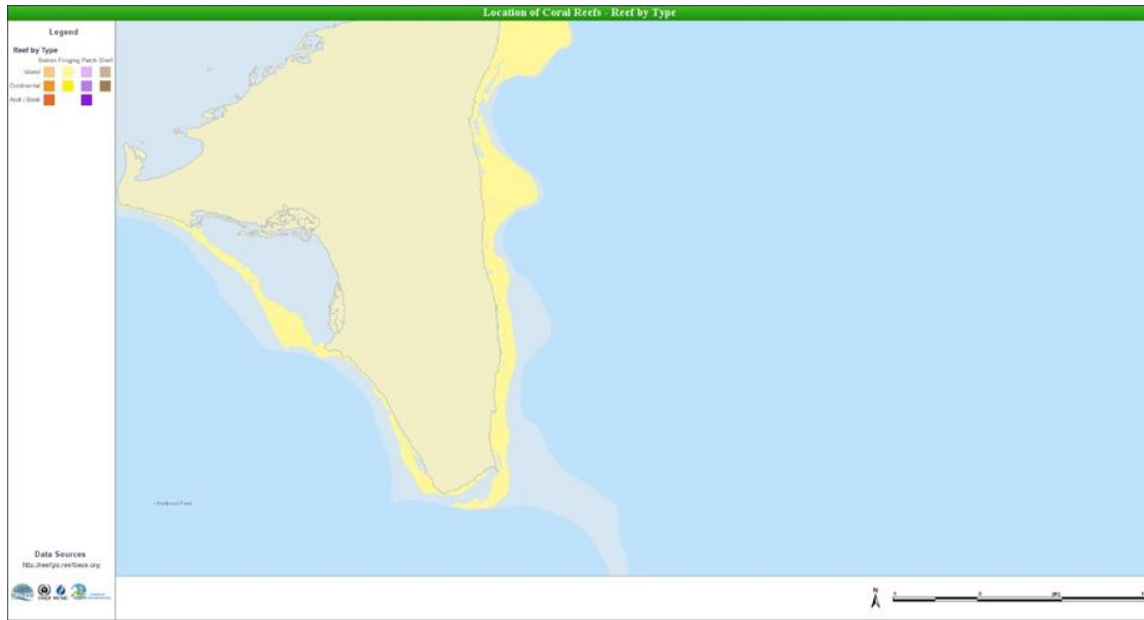 Location of Coral Reefs - Reef by Type
Legend
Reef by Type
Barrier Fringing Patch Shelf
Island
Continental
Atoll / Bank
Data Sources
http://reefgis.reefbase.org
N